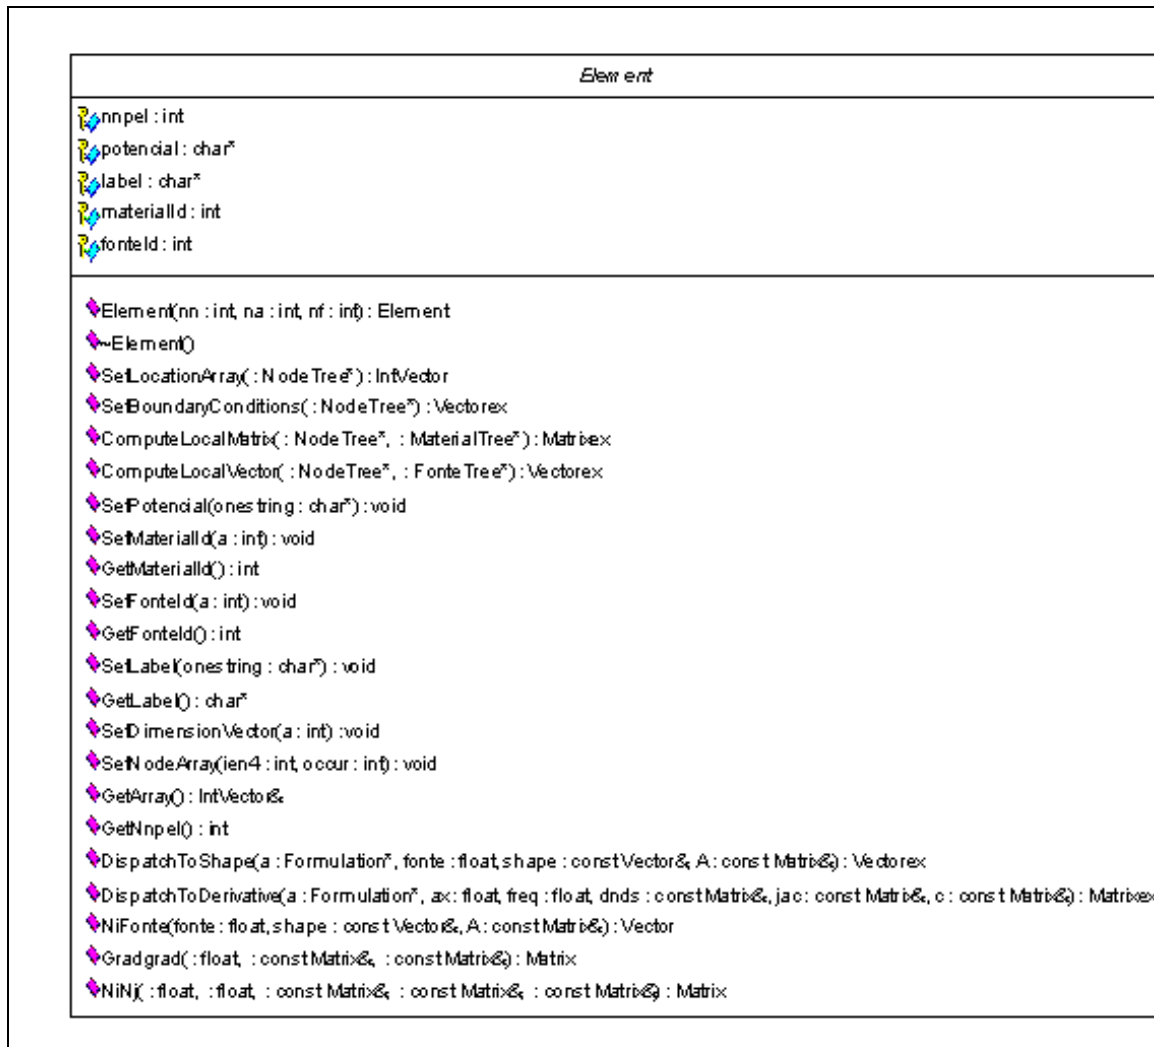 Element
nnpel : int
potencial : char*
label : char*
materialId : int
fonteId : int
Element(nn : int, na : int, nf : int) : Element
~Element()
SetLocationArray( : NodeTree*) : IntVector
SetBoundaryConditions( : NodeTree*) : Vectorex
ComputeLocalMatrix( : NodeTree*, : MaterialTree*) : Matrixex
ComputeLocalVector( : NodeTree*, : FonteTree*) : Vectorex
SetPotencial(onestring : char*) : void
SetMaterialId(a : int) : void
GetMaterialId() : int
SetFonteId(a : int) : void
GetFonteId() : int
SetLabel(onestring : char*) : void
GetLabel() : char*
SetDimensionVector(a : int) : void
SetNodeArray(ien4 : int, occur : int) : void
GetArray() : IntVector&
GetNnpel() : int
DispatchToShape(a : Formulation*, fonte : float, shape : const Vector&, A : const Matrix&) : Vectorex
DispatchToDerivative(a : Formulation*, ax : float, freq : float, dnds : const Matrix&, jac : const Matrix&, c : const Matrix&) : Matrixex
NiFonte(fonte : float, shape : const Vector&, A : const Matrix&) : Vector
Gradgrad( : float, : const Matrix&, : const Matrix&) : Matrix
NiNj( : float, : float, : const Matrix&, : const Matrix&, : const Matrix&) : Matrix